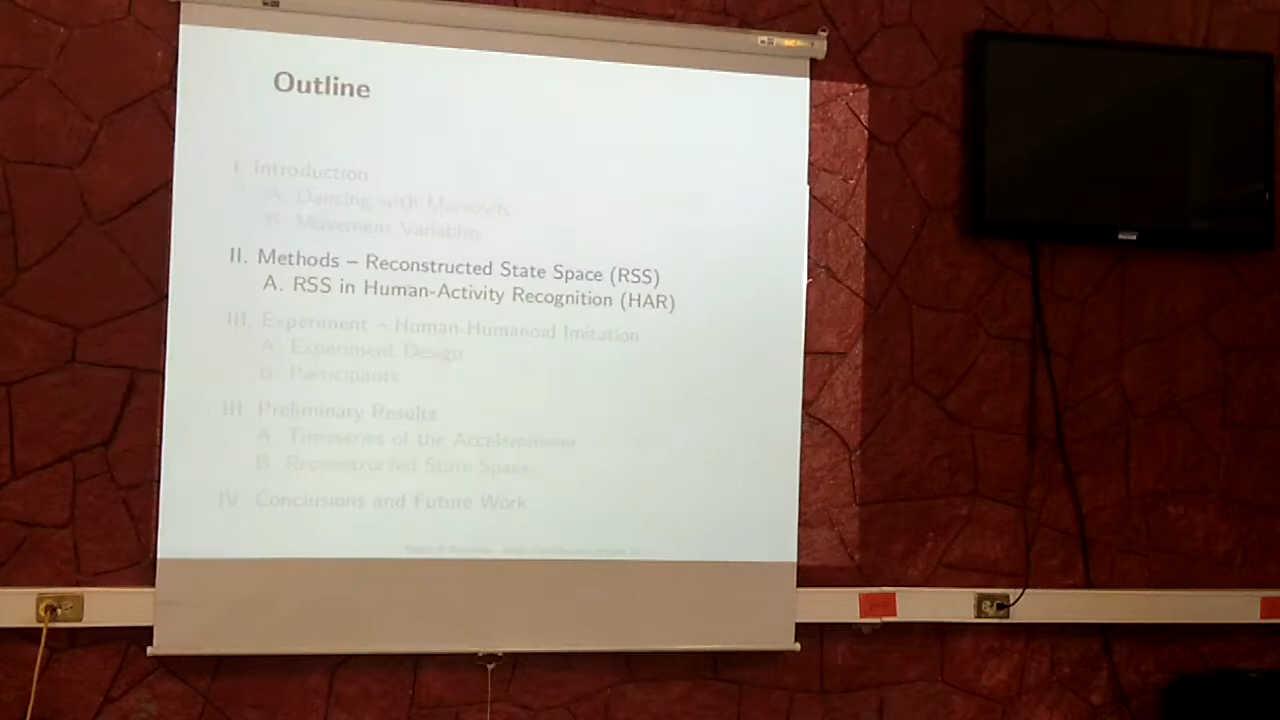 Outline
I. Introduction
A. Dancing with
B. Movement Variables
II. Methods – Reconstructed State Space (RSS)
A. RSS in Human-Activity Recognition (HAR)
III. Experiment – Human-Humanoid Imitation
A. Experiment Design
B. Participants
III. Preliminary Results
A. Timeseries of the Accelerometer
B. Reconstructed State Space
IV. Conclusions and Future Work